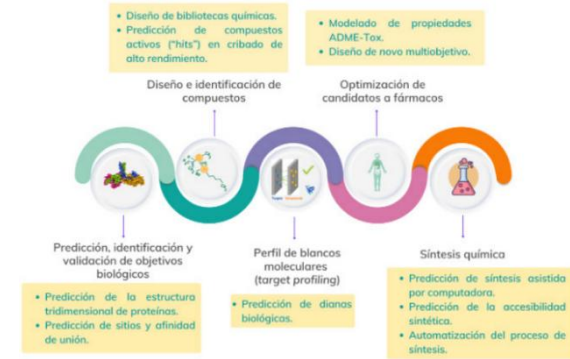 • Diseño de bibliotecas químicas.
• Predicción de compuestos
activos (“hits”) en cribado de
alto rendimiento.
• Modelado de propiedades
ADME-Tox.
• Diseño de novo multiobjetivo.
Diseño e identificación de
compuestos
Optimización de
candidatos a fármacos
Predicción, identificación y
validación de objetivos
biológicos
Perfil de blancos
moleculares
(target profiling)
Síntesis química
• Predicción de la estructura
tridimensional de proteínas.
• Predicción de sitios y afinidad
de unión.
• Predicción de dianas
biológicas.
• Predicción de síntesis asistida
por computadora.
• Predicción de la accesibilidad
sintética.
• Automatización del proceso de
síntesis.